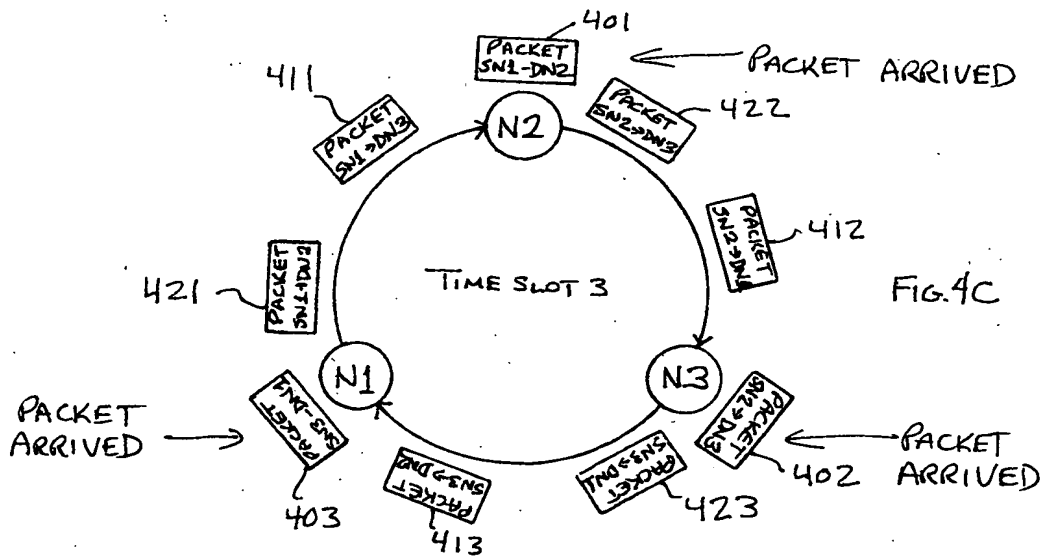 401
PACKET
SN1-DN2
PACKET ARRIVED
411
PACKET
SN1→DN3
N2
PACKET
SN2→DN3
422
PACKET
SN2→DN1
412
421
PACKET
SN1→DN2
TIME SLOT 3
FIG. 4C
N1
N3
PACKET
ARRIVED
PACKET
SN3-DN1
403
PACKET
SN3→DN2
413
PACKET
SN3→DN1
423
PACKET
SN2→DN3
402
PACKET
ARRIVED